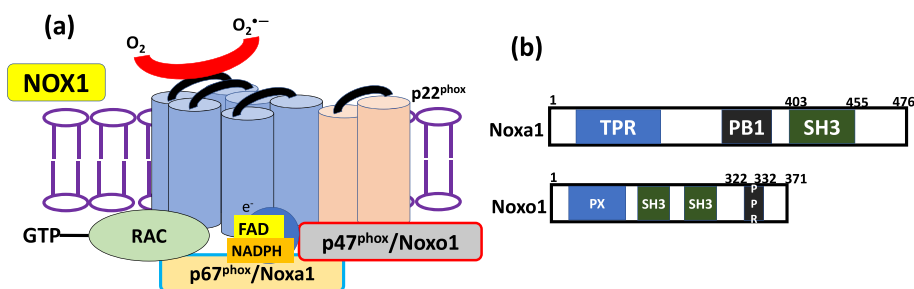 (a)
O₂
O₂•−
NOX1
p22phox
e-
GTP
RAC
FAD
NADPH
p47phox/Noxo1
p67phox/Noxa1
(b)
1 403 455 476
Noxa1 TPR PB1 SH3
1 322 332 371
Noxo1 PX SH3 SH3 PPR